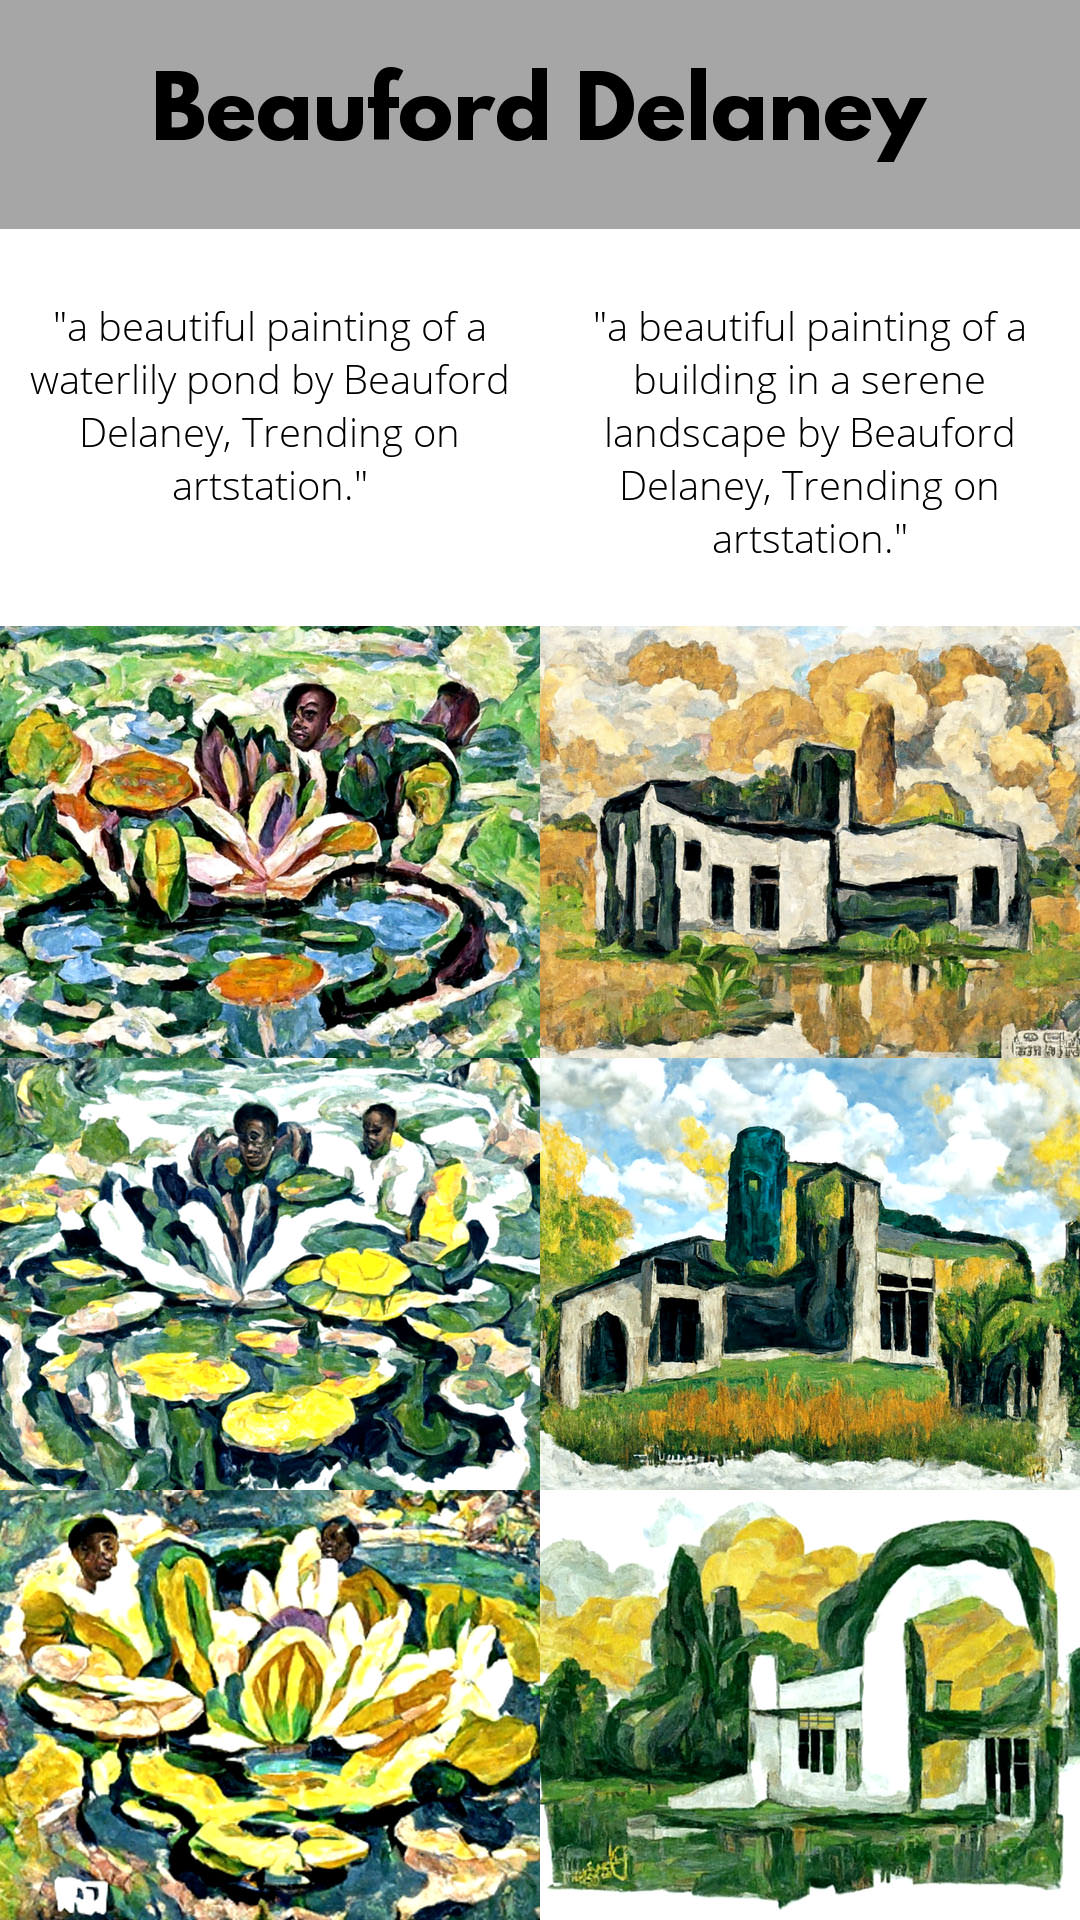 Beauford Delaney
"a beautiful painting of a
waterlily pond by Beauford
Delaney, Trending on
artstation."
"a beautiful painting of a
building in a serene
landscape by Beauford
Delaney, Trending on
artstation."